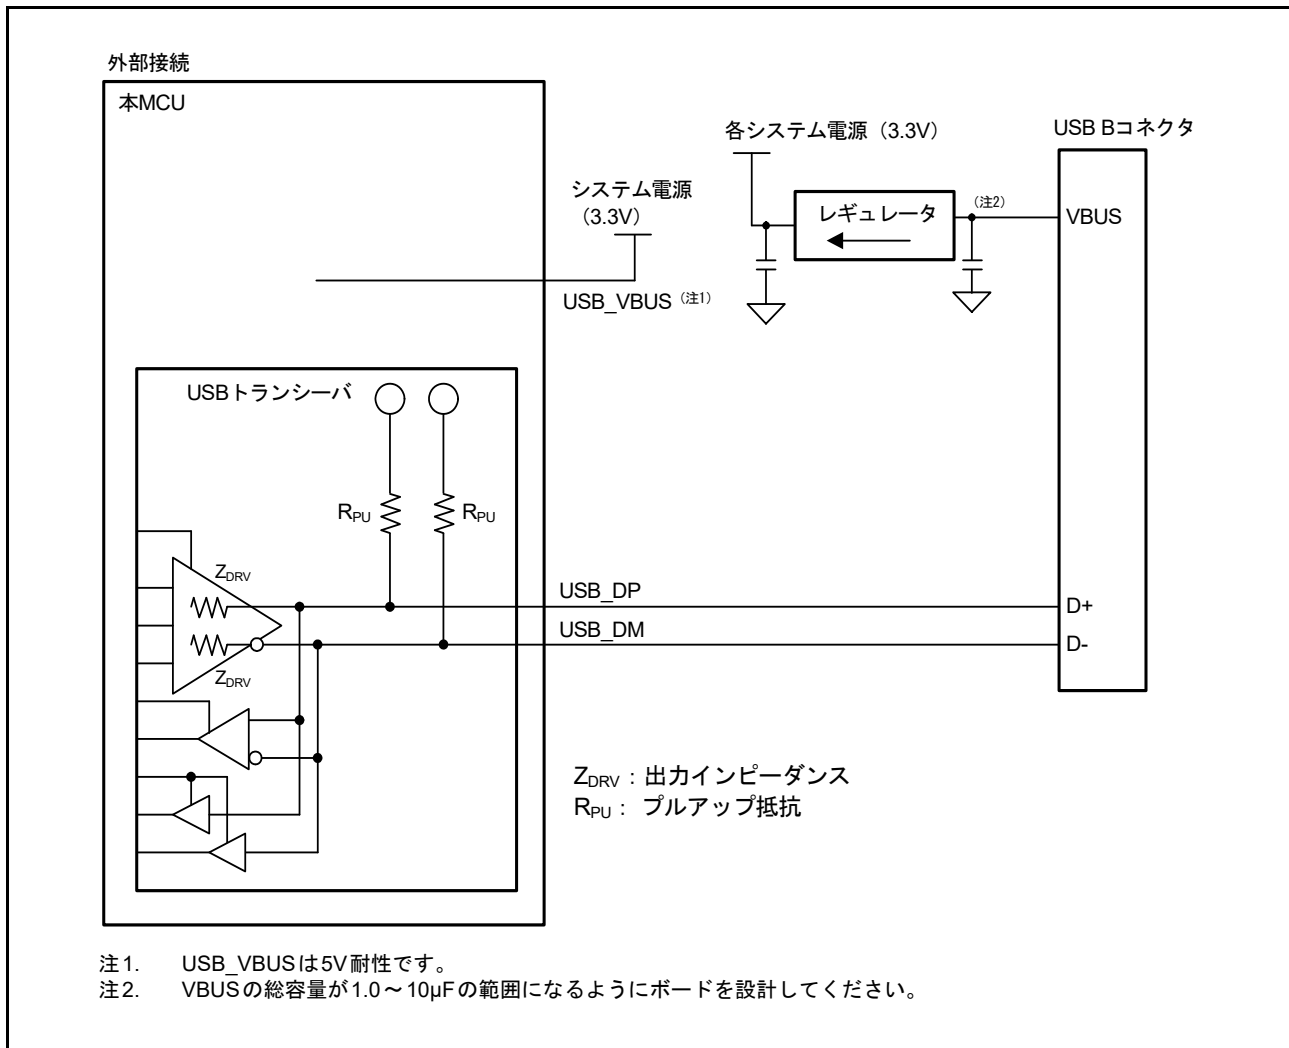 外部接続
本MCU
各システム電源（3.3V）
USB Bコネクタ
システム電源
（3.3V）
レギュレータ
（注2）
VBUS
USB_VBUS（注1）
USBトランシーバ
RPU
RPU
ZDRV
USB_DP
D+
USB_DM
D-
ZDRV
ZDRV：出力インピーダンス
RPU：プルアップ抵抗
注1. USB_VBUSは5V耐性です。
注2. VBUSの総容量が1.0～10μFの範囲になるようにボードを設計してください。